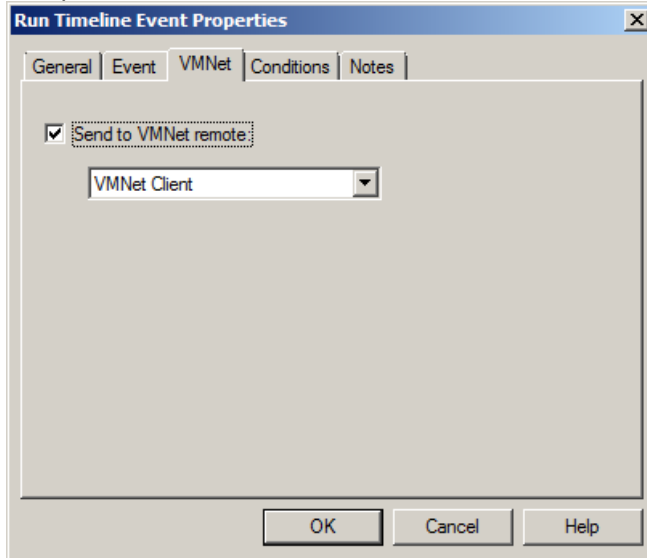 Run Timeline Event Properties
General Event VMNet Conditions Notes
Send to VMNet remote:
VMNet Client
OK Cancel Help